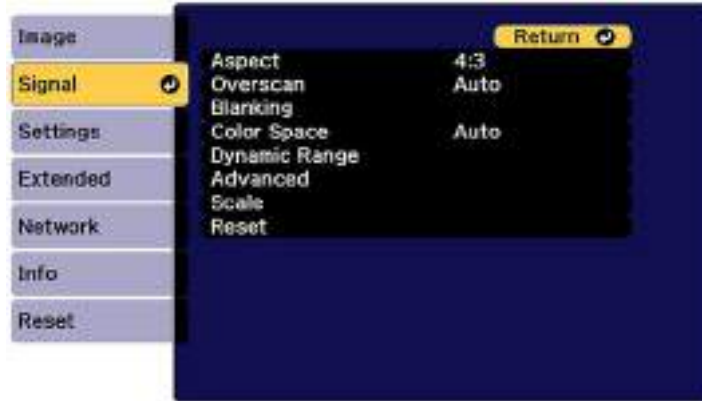 Image
Signal
Settings
Extended
Network
Info
Reset
Return
Aspect 4:3
Overscan Auto
Blanking
Color Space Auto
Dynamic Range
Advanced
Scale
Reset